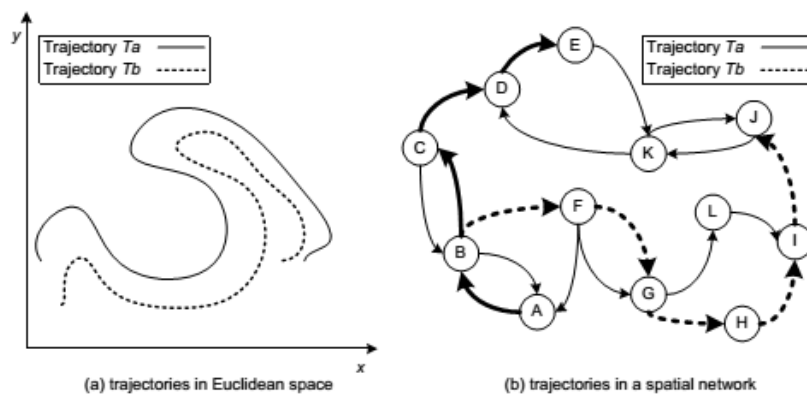 y
Trajectory Ta
Trajectory Tb
x
(a) trajectories in Euclidean space
Trajectory Ta
Trajectory Tb
E
D
J
C
K
F
L
B
I
G
A
H
(b) trajectories in a spatial network